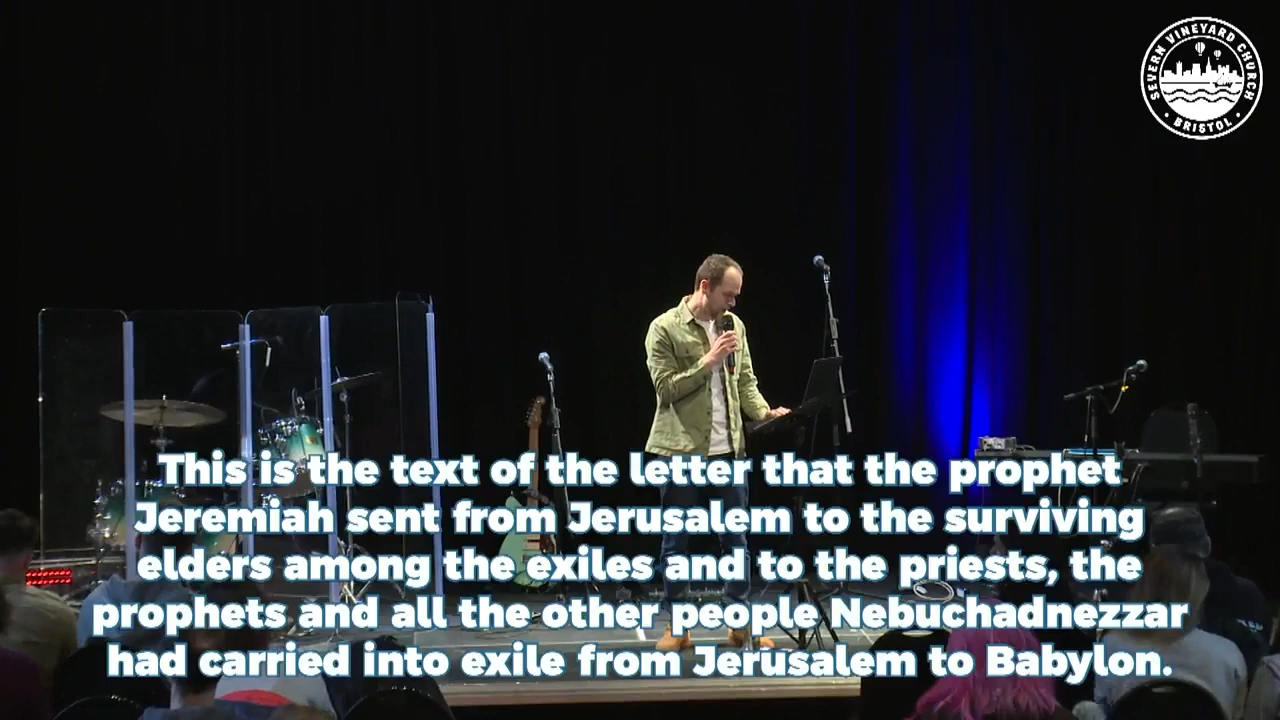 SEVERN VINEYARD CHURCH
• BRISTOL •
This is the text of the letter that the prophet
Jeremiah sent from Jerusalem to the surviving
elders among the exiles and to the priests, the
prophets and all the other people Nebuchadnezzar
had carried into exile from Jerusalem to Babylon.